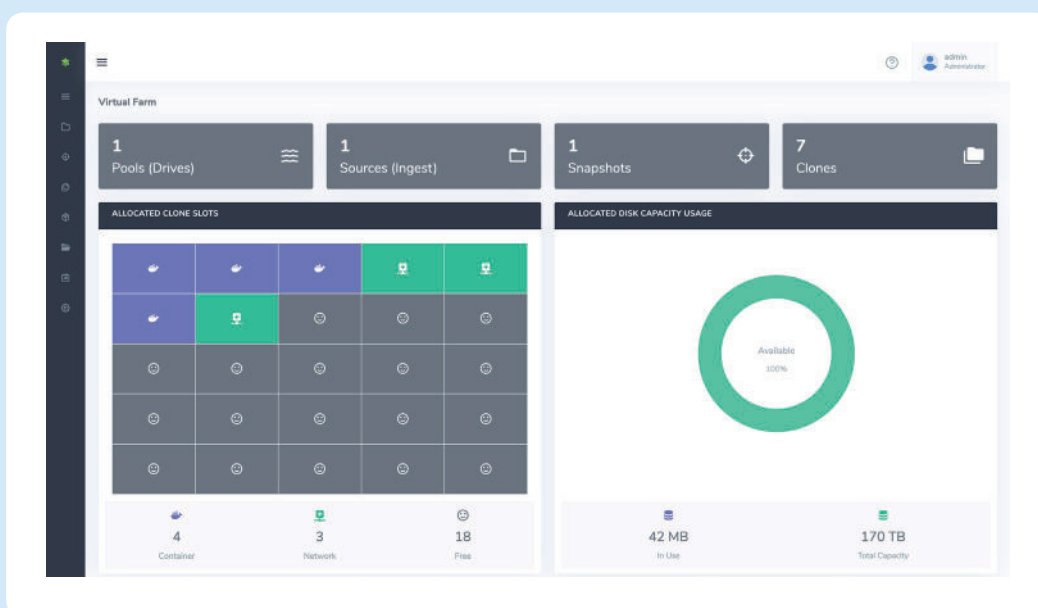 admin
Administrator
Virtual Farm
1
Pools (Drives)
1
Sources (Ingest)
1
Snapshots
7
Clones
ALLOCATED CLONE SLOTS
ALLOCATED DISK CAPACITY USAGE
Available
100%
4
Container
3
Network
18
Free
42 MB
In Use
170 TB
Total Capacity